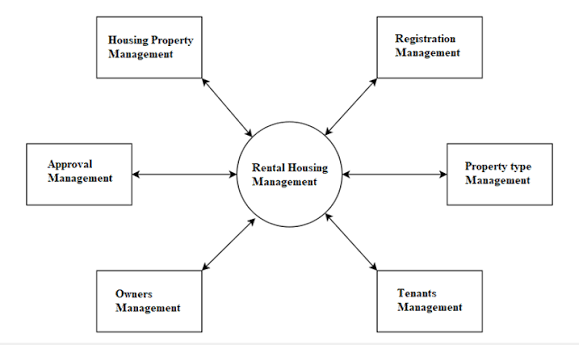 Housing Property
Management
Registration
Management
Approval
Management
Rental Housing
Management
Property type
Management
Owners
Management
Tenants
Management